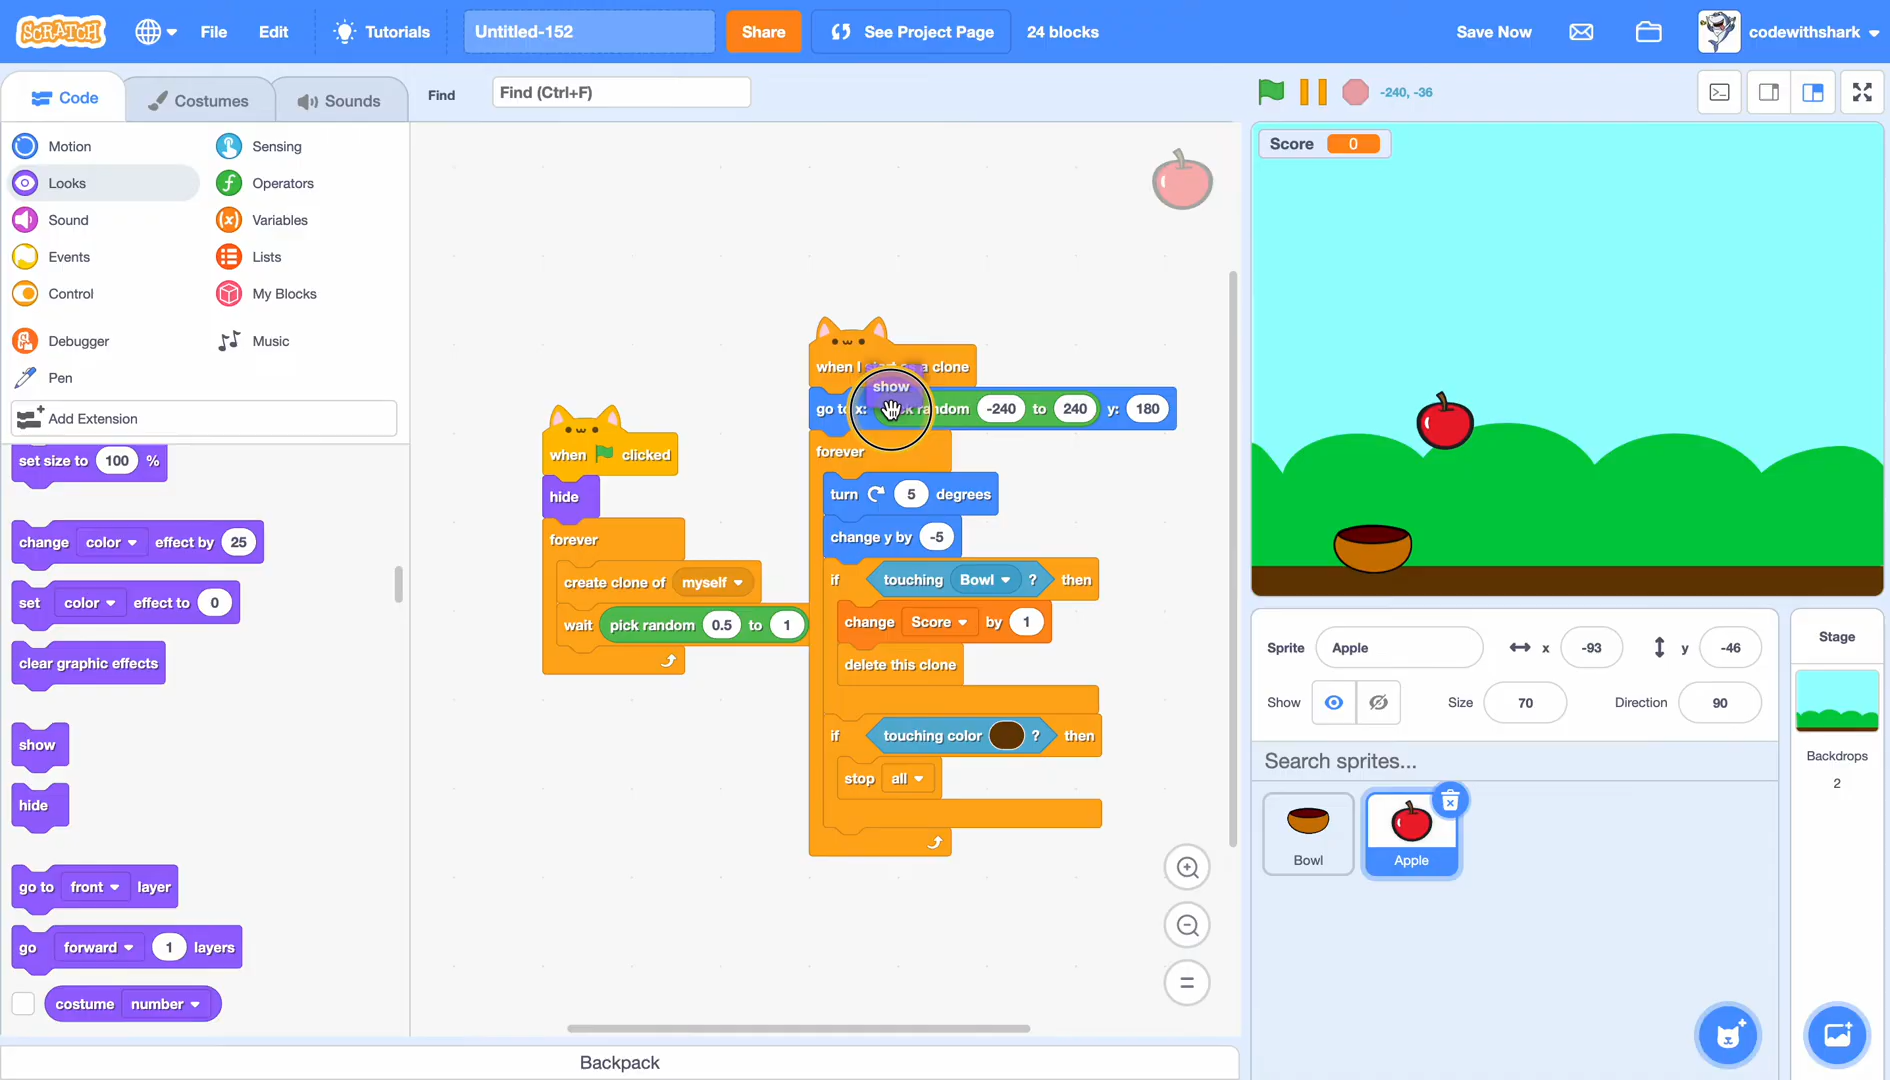 SCRATCH
File
Edit
Tutorials
Untitled-152
Share
See Project Page
24 blocks
Save Now
codewithshark
Code
Costumes
Sounds
Find
Find (Ctrl+F)
-240, -36
Motion
Looks
Sound
Events
Control
Debugger
Pen
Sensing
Operators
Variables
Lists
My Blocks
Music
Add Extension
set size to 100 %
change color effect by 25
set color effect to 0
clear graphic effects
show
hide
go to front layer
go forward 1 layers
costume number
when clicked
hide
forever
create clone of myself
wait pick random 0.5 to 1
when I a clone
show
go to x: random -240 to 240 y: 180
forever
turn 5 degrees
change y by -5
if touching Bowl ? then
change Score by 1
delete this clone
if touching color ? then
stop all
Backpack
Score 0
Sprite Apple x -93 y -46
Show Size 70 Direction 90
Search sprites...
Bowl
Apple
Stage
Backdrops
2